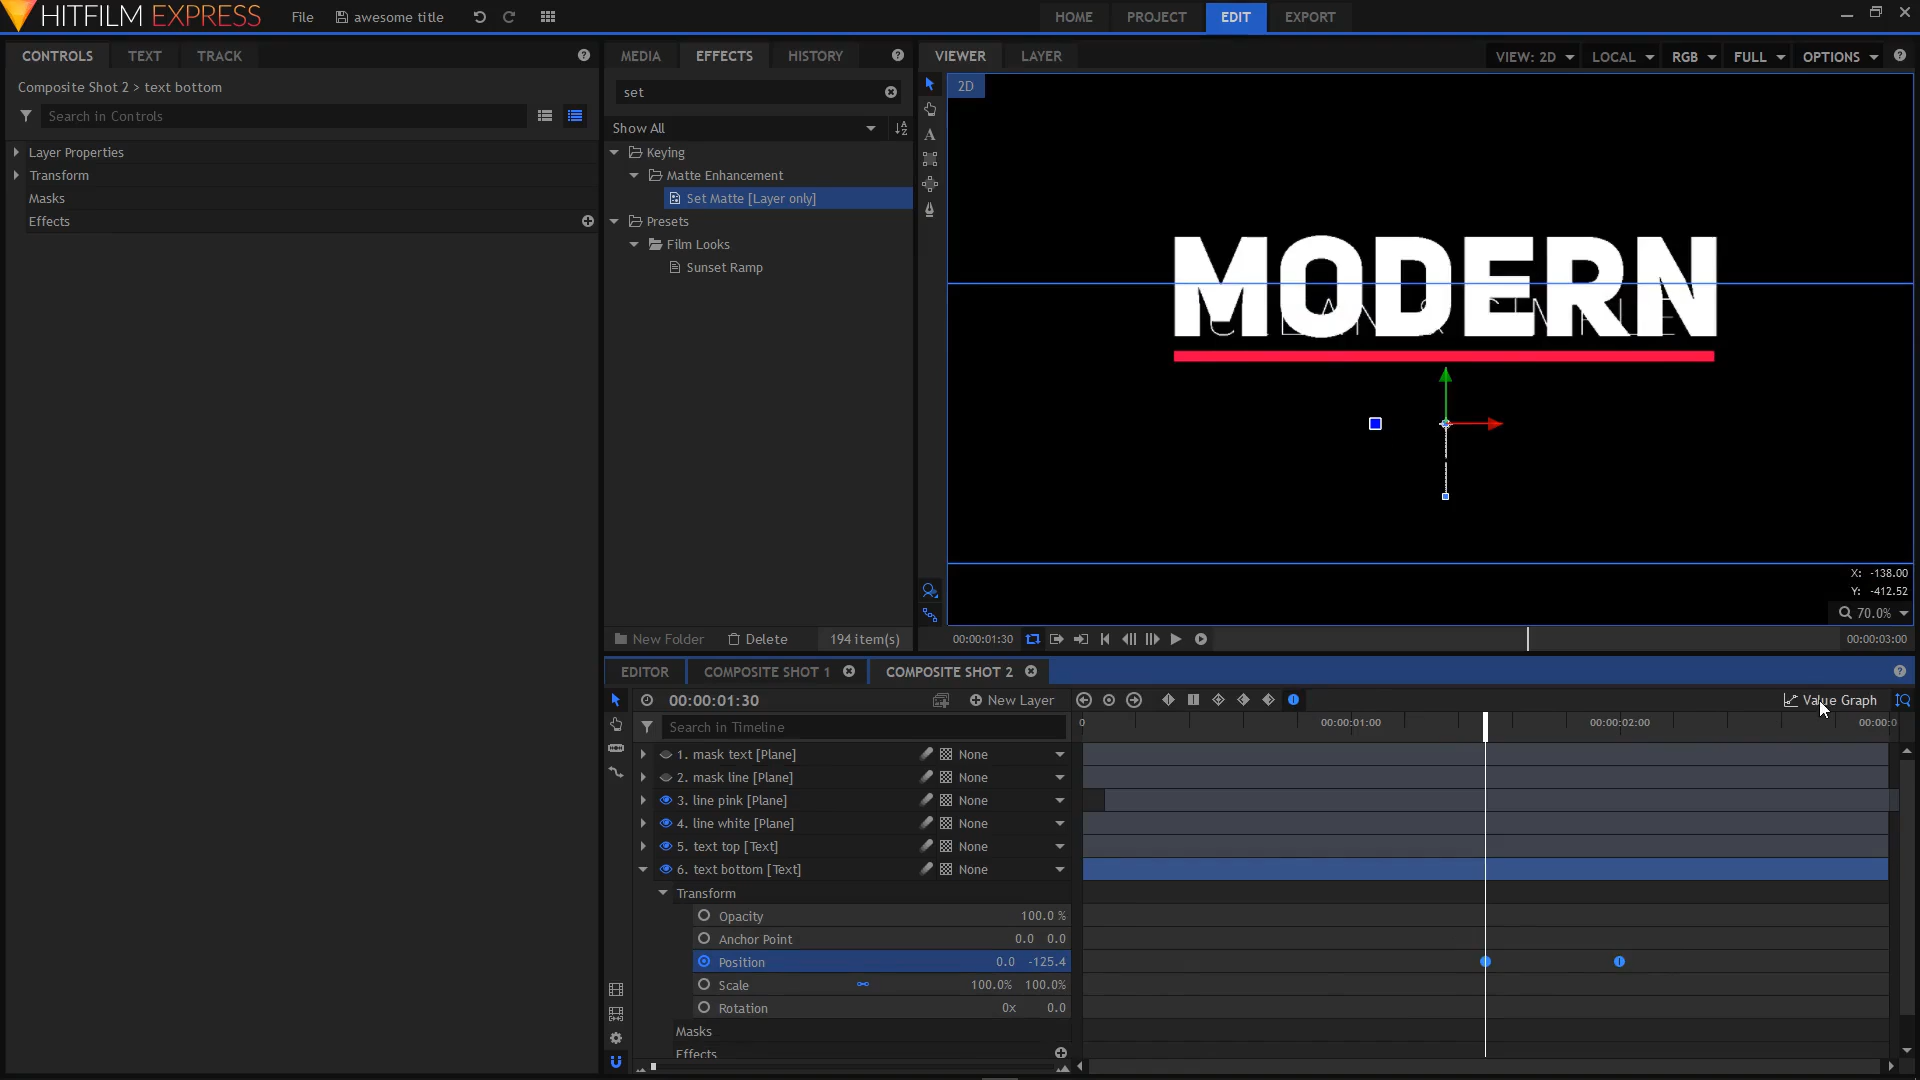 HITFILM EXPRESS
File
awesome title
HOME
PROJECT
EDIT
EXPORT
CONTROLS
TEXT
TRACK
MEDIA
EFFECTS
HISTORY
VIEWER
LAYER
VIEW: 2D
LOCAL
RGB
FULL
OPTIONS
Composite Shot 2 > text bottom
Search in Controls
Layer Properties
Transform
Masks
Effects
set
Show All
Keying
Matte Enhancement
Set Matte [Layer only]
Presets
Film Looks
Sunset Ramp
New Folder
Delete
194 item(s)
2D
MODERN
CLEAN & SIMPLE
X: -138.00
Y: -412.52
70.0%
00:00:01:30
00:00:03:00
EDITOR
COMPOSITE SHOT 1
COMPOSITE SHOT 2
00:00:01:30
New Layer
Value Graph
Search in Timeline
0
00:00:01:00
00:00:02:00
00:00:0
1. mask text [Plane] None
2. mask line [Plane] None
3. line pink [Plane] None
4. line white [Plane] None
5. text top [Text] None
6. text bottom [Text] None
Transform
Opacity 100.0 %
Anchor Point 0.0 0.0
Position 0.0 -125.4
Scale 100.0% 100.0%
Rotation 0x 0.0
Masks
Effects